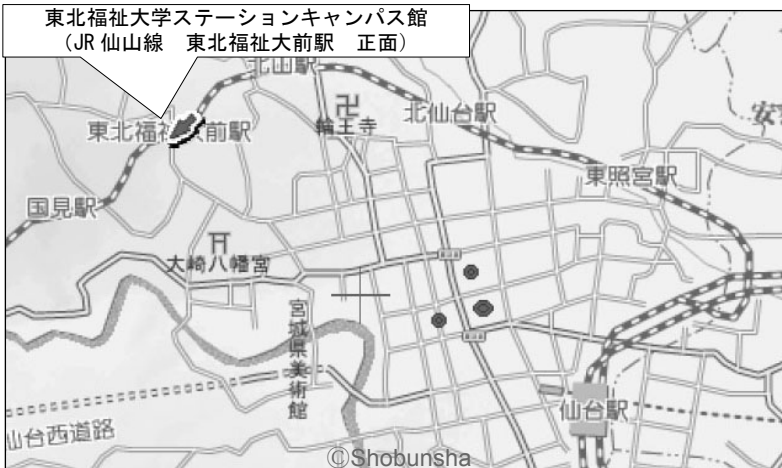 東北福祉大学ステーションキャンパス館
（JR 仙山線　東北福祉大前駅　正面）
北山駅
北仙台駅
輪王寺
東北福祉大前駅
東照宮駅
国見駅
大崎八幡宮
宮城県美術館
仙台駅
仙台西道路
©Shobunsha